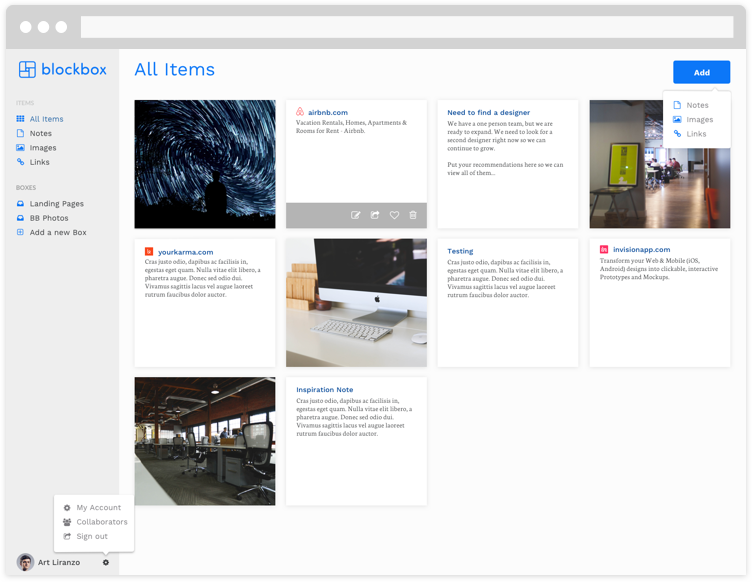 blockbox
ITEMS
All Items
Notes
Images
Links
BOXES
Landing Pages
BB Photos
Add a new Box
My Account
Collaborators
Sign out
Art Liranzo
All Items
Add
Notes
Images
Links
airbnb.com
Vacation Rentals, Homes, Apartments &
Rooms for Rent - Airbnb.
Need to find a designer
We have a one person team, but we are
ready to expand. We need to look for a
second designer right now so we can
continue to grow.
Put your recommendations here so we can
view all of them...
yourkarma.com
Cras justo odio, dapibus ac facilisis in,
egestas eget quam. Nulla vitae elit libero, a
pharetra augue. Donec sed odio dui.
Vivamus sagittis lacus vel augue laoreet
rutrum faucibus dolor auctor.
Testing
Cras justo odio, dapibus ac facilisis in,
egestas eget quam. Nulla vitae elit libero, a
pharetra augue. Donec sed odio dui.
Vivamus sagittis lacus vel augue laoreet
rutrum faucibus dolor auctor.
in
invisionapp.com
Transform your Web & Mobile (iOS,
Android) designs into clickable, interactive
Prototypes and Mockups.
Inspiration Note
Cras justo odio, dapibus ac facilisis in,
egestas eget quam. Nulla vitae elit libero, a
pharetra augue. Donec sed odio dui.
Vivamus sagittis lacus vel augue laoreet
rutrum faucibus dolor auctor.